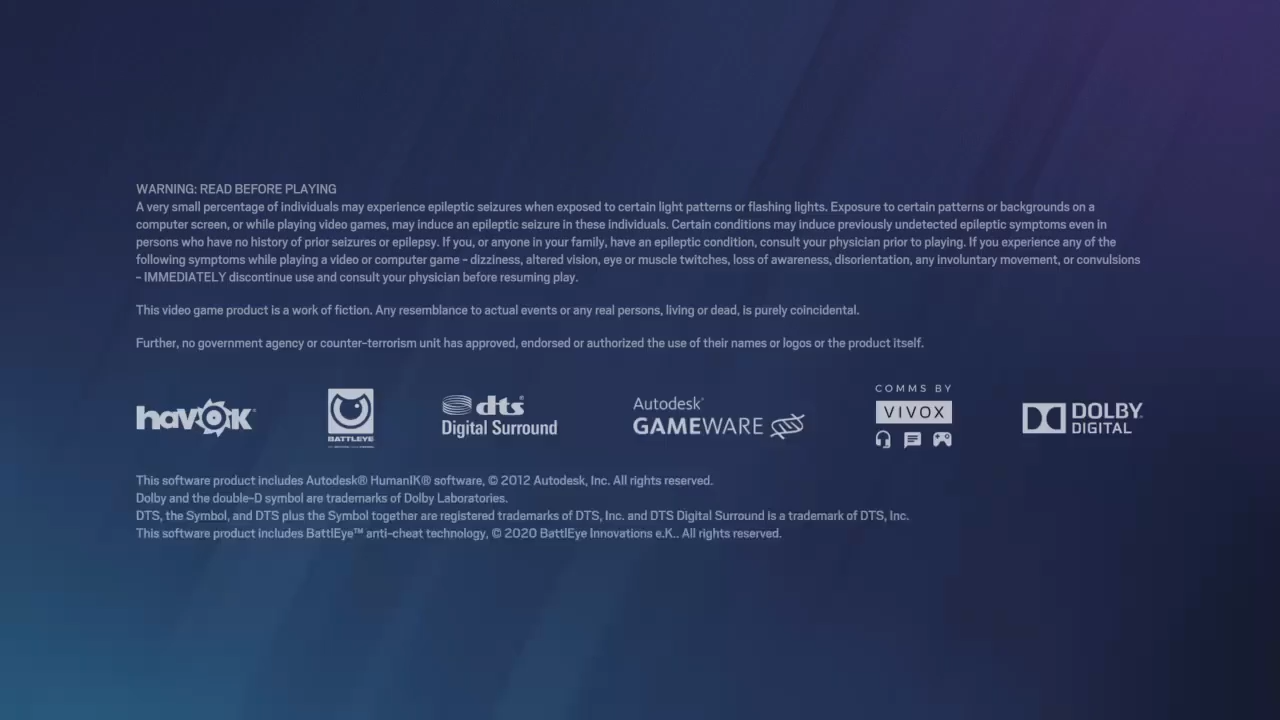 WARNING: READ BEFORE PLAYING
A very small percentage of individuals may experience epileptic seizures when exposed to certain light patterns or flashing lights. Exposure to certain patterns or backgrounds on a
computer screen, or while playing video games, may induce an epileptic seizure in these individuals. Certain conditions may induce previously undetected epileptic symptoms even in
persons who have no history of prior seizures or epilepsy. If you, or anyone in your family, have an epileptic condition, consult your physician prior to playing. If you experience any of the
following symptoms while playing a video or computer game - dizziness, altered vision, eye or muscle twitches, loss of awareness, disorientation, any involuntary movement, or convulsions
- IMMEDIATELY discontinue use and consult your physician before resuming play.
This video game product is a work of fiction. Any resemblance to actual events or any real persons, living or dead, is purely coincidental.
Further, no government agency or counter-terrorism unit has approved, endorsed or authorized the use of their names or logos or the product itself.
havok
BATTLEYE
dts
Digital Surround
Autodesk®
GAMEWARE
COMMS BY
VIVOX
DOLBY
DIGITAL
This software product includes Autodesk® HumanIK® software, © 2012 Autodesk, Inc. All rights reserved.
Dolby and the double-D symbol are trademarks of Dolby Laboratories.
DTS, the Symbol, and DTS plus the Symbol together are registered trademarks of DTS, Inc. and DTS Digital Surround is a trademark of DTS, Inc.
This software product includes BattlEye™ anti-cheat technology, © 2020 BattlEye Innovations e.K.. All rights reserved.